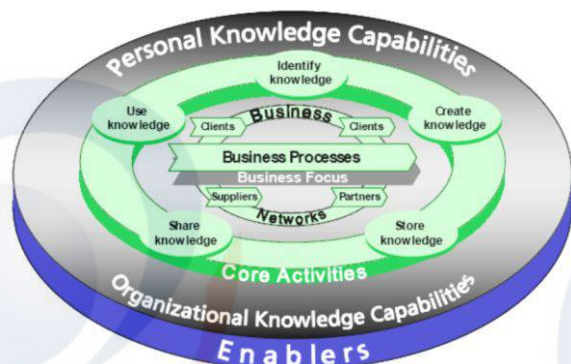 Personal Knowledge Capabilities
Identify
knowledge
Use
knowledge
Create
knowledge
Business
Clients
Clients
Business Processes
Business Focus
Suppliers
Partners
Networks
Share
knowledge
Store
knowledge
Core Activities
Organizational Knowledge Capabilities
Enablers